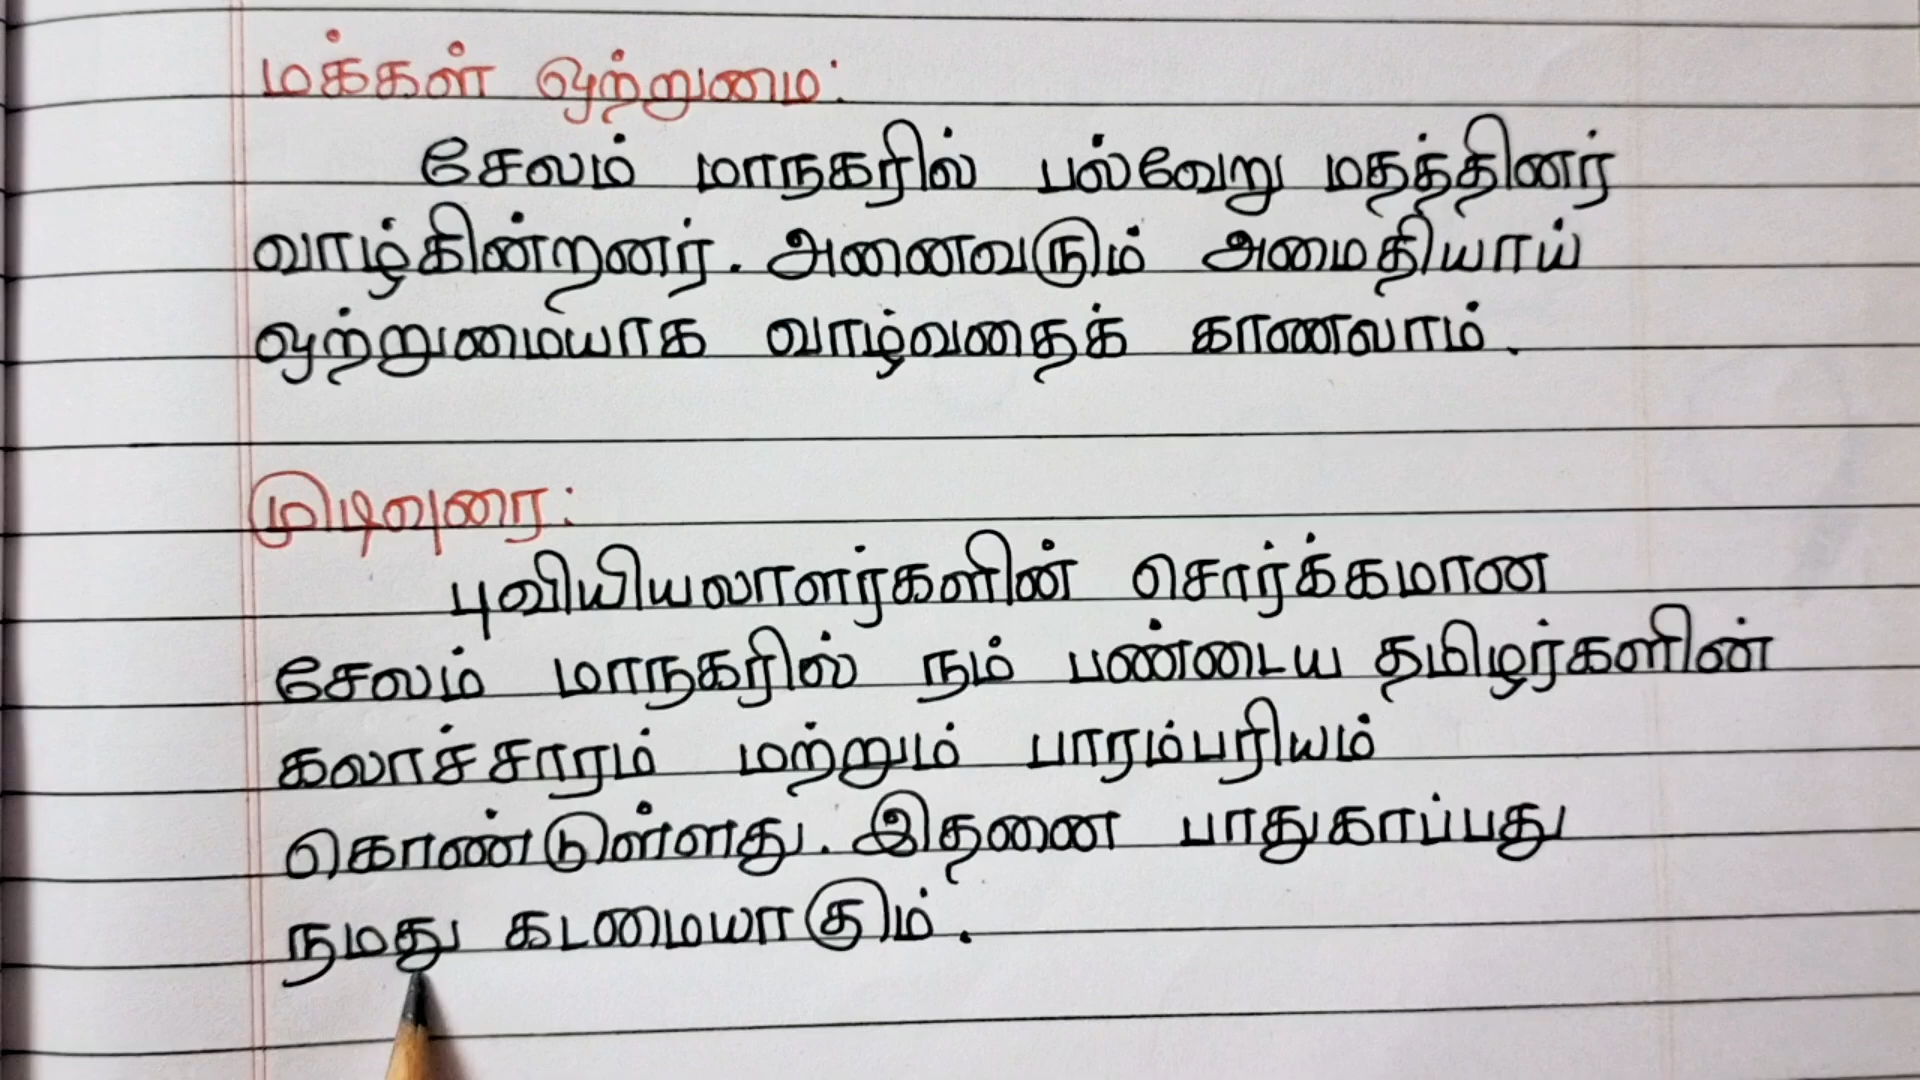 மக்கள் ஒற்றுமை:
சேலம் மாநகரில் பல்வேறு மதத்தினர்
வாழ்கின்றனர். அனைவரும் அமைதியாய்
ஒற்றுமையாக வாழ்வதைக் காணலாம்.
முடிவுரை:
புவியியலாளர்களின் சொர்க்கமான
சேலம் மாநகரில் நம் பண்டைய தமிழர்களின்
கலாச்சாரம் மற்றும் பாரம்பரியம்
கொண்டுள்ளது. இதனை பாதுகாப்பது
நமது கடமையாகும்.